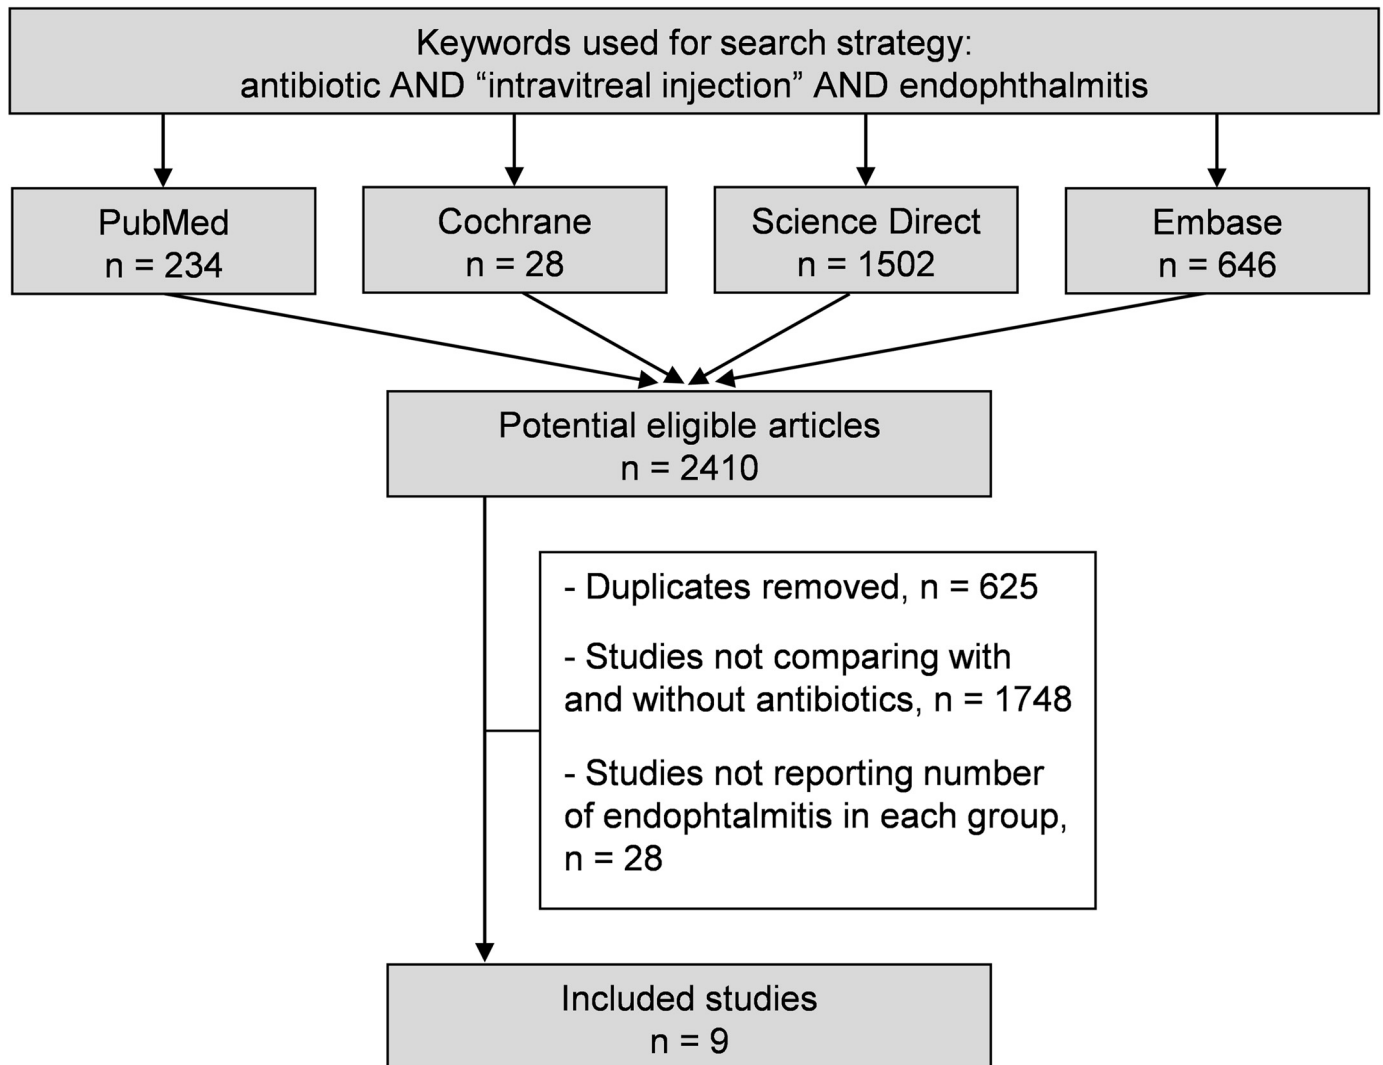 Keywords used for search strategy:
antibiotic AND “intravitreal injection” AND endophthalmitis
PubMed
n = 234
Cochrane
n = 28
Science Direct
n = 1502
Embase
n = 646
Potential eligible articles
n = 2410
- Duplicates removed, n = 625
- Studies not comparing with
and without antibiotics, n = 1748
- Studies not reporting number
of endophtalmitis in each group,
n = 28
Included studies
n = 9